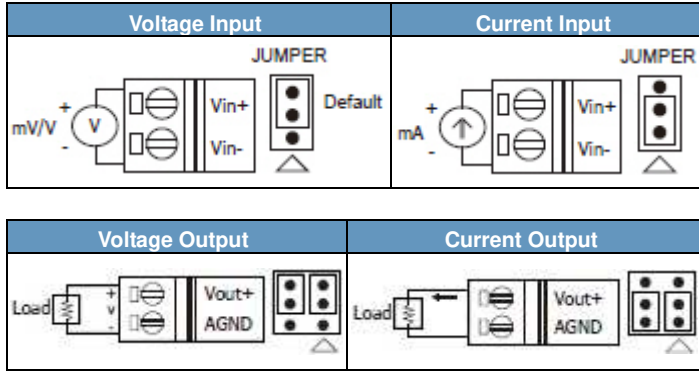 Voltage Input
JUMPER
+
mV/V
-
V
Vin+
Vin-
Default
Current Input
JUMPER
+
mA
-
Vin+
Vin-
Voltage Output
Load
+
v
-
Vout+
AGND
Current Output
Load
Vout+
AGND